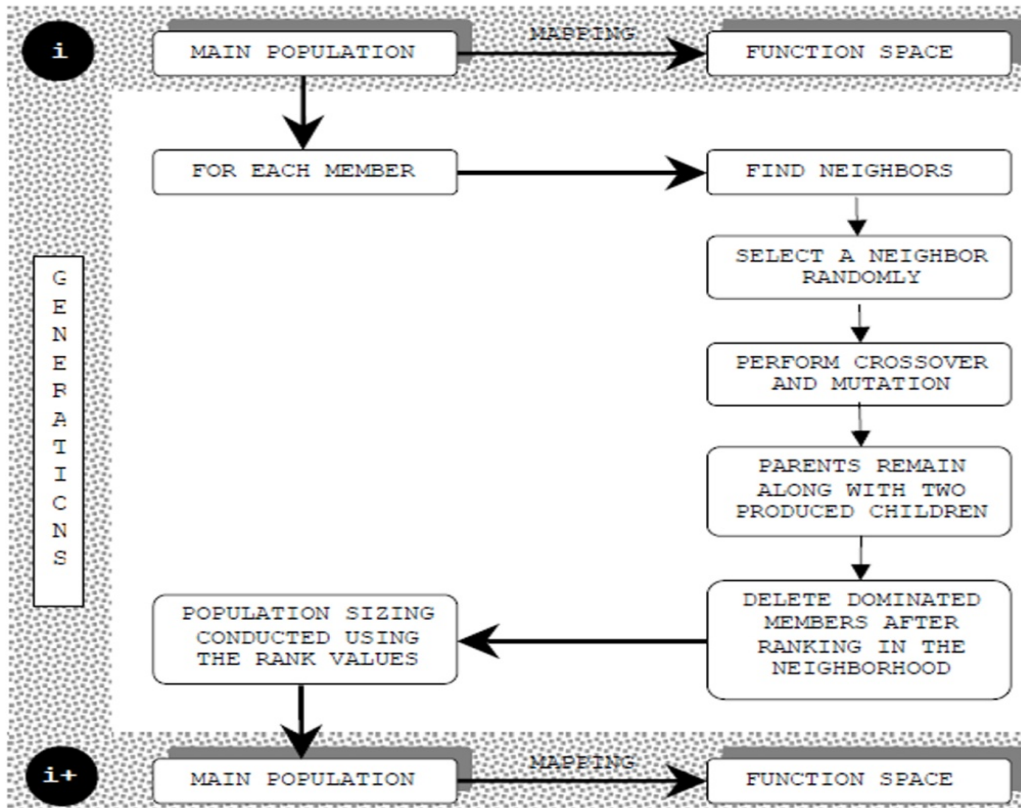 i
MAIN POPULATION
MAPPING
FUNCTION SPACE
FOR EACH MEMBER
FIND NEIGHBORS
SELECT A NEIGHBOR
RANDOMLY
PERFORM CROSSOVER
AND MUTATION
PARENTS REMAIN
ALONG WITH TWO
PRODUCED CHILDREN
DELETE DOMINATED
MEMBERS AFTER
RANKING IN THE
NEIGHBORHOOD
POPULATION SIZING
CONDUCTED USING
THE RANK VALUES
GENERATICNS
i+
MAIN POPULATION
MAPPING
FUNCTION SPACE